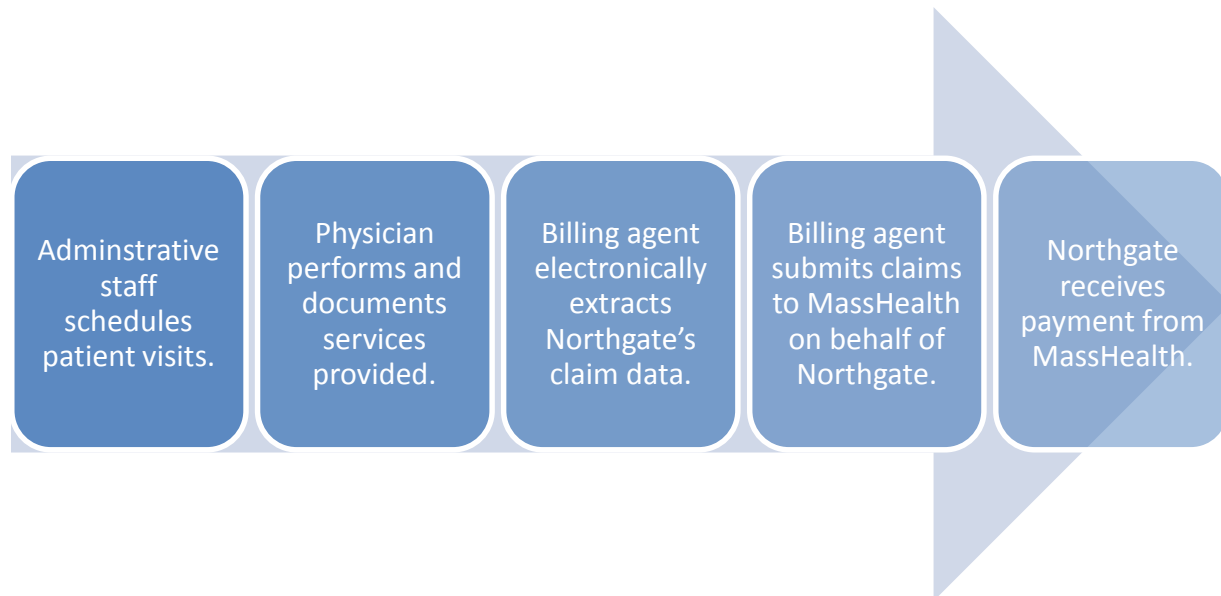 Adminstrative
staff
schedules
patient visits.
Physician
performs and
documents
services
provided.
Billing agent
electronically
extracts
Northgate’s
claim data.
Billing agent
submits claims
to MassHealth
on behalf of
Northgate.
Northgate
receives
payment from
MassHealth.